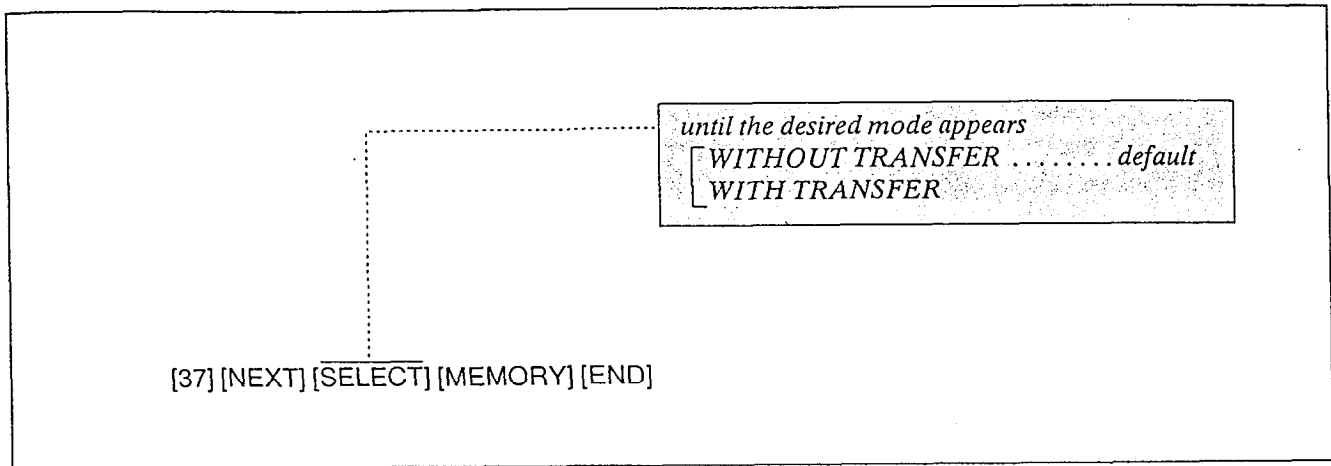 until the desired mode appears
WITHOUT TRANSFER ......... default
WITH TRANSFER
[37] [NEXT] [SELECT] [MEMORY] [END]